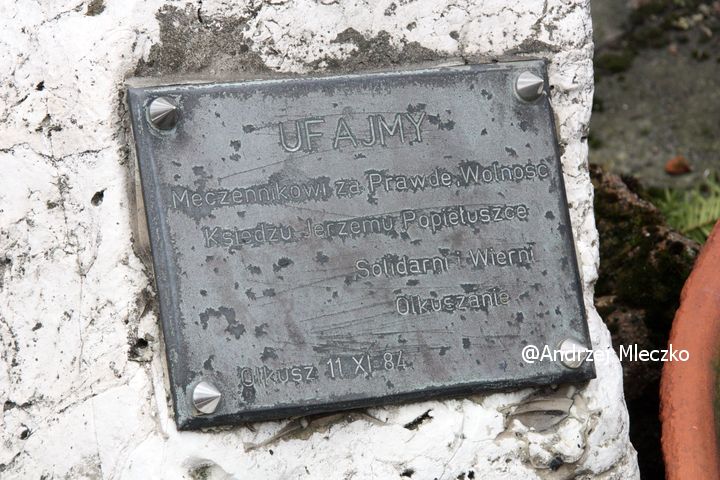 UFAJMY
Męczennikowi za Prawdę, Wolność
Księdzu Jerzemu Popiełuszce
Solidarni i Wierni
Olkuszanie
Olkusz 11 XI 84
@Andrzej Mleczko